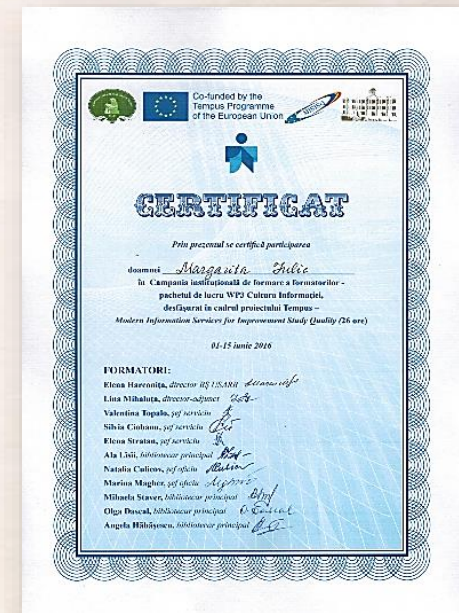 Co-funded by the
Tempus Programme
of the European Union
CERTIFICAT
Prin prezentul se certifică participarea
doamnei Margarita Iulic
în Campania instituțională de formare a formatorilor -
pachetul de lucru WP3 Cultura Informației,
desfășurat în cadrul proiectului Tempus –
Modern Information Services for Improvement Study Quality (26 ore)
01-15 iunie 2016
FORMATORI:
Elena Harconița, director BȘ USARB
Lina Mihaluța, director-adjunct
Valentina Topalo, șef serviciu
Silvia Ciobanu, șef serviciu
Elena Stratan, șef serviciu
Ala Lisii, bibliotecar principal
Natalia Culicov, șef oficiu
Marina Magher, șef oficiu
Mihaela Staver, bibliotecar principal
Olga Dascal, bibliotecar principal
Angela Hăbășescu, bibliotecar principal